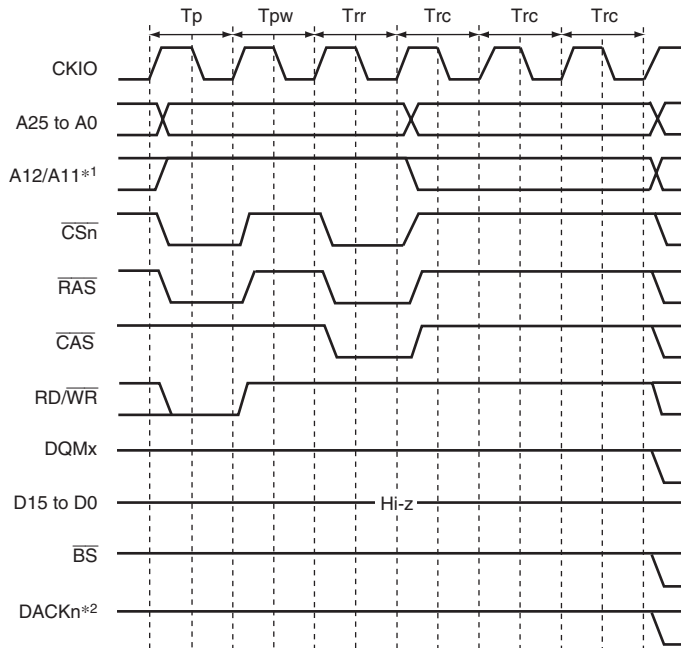 Tp Tpw Trr Trc Trc Trc
CKIO
A25 to A0
A12/A11*1
CSn
RAS
CAS
RD/WR
DQMx
D15 to D0 Hi-z
BS
DACKn*2